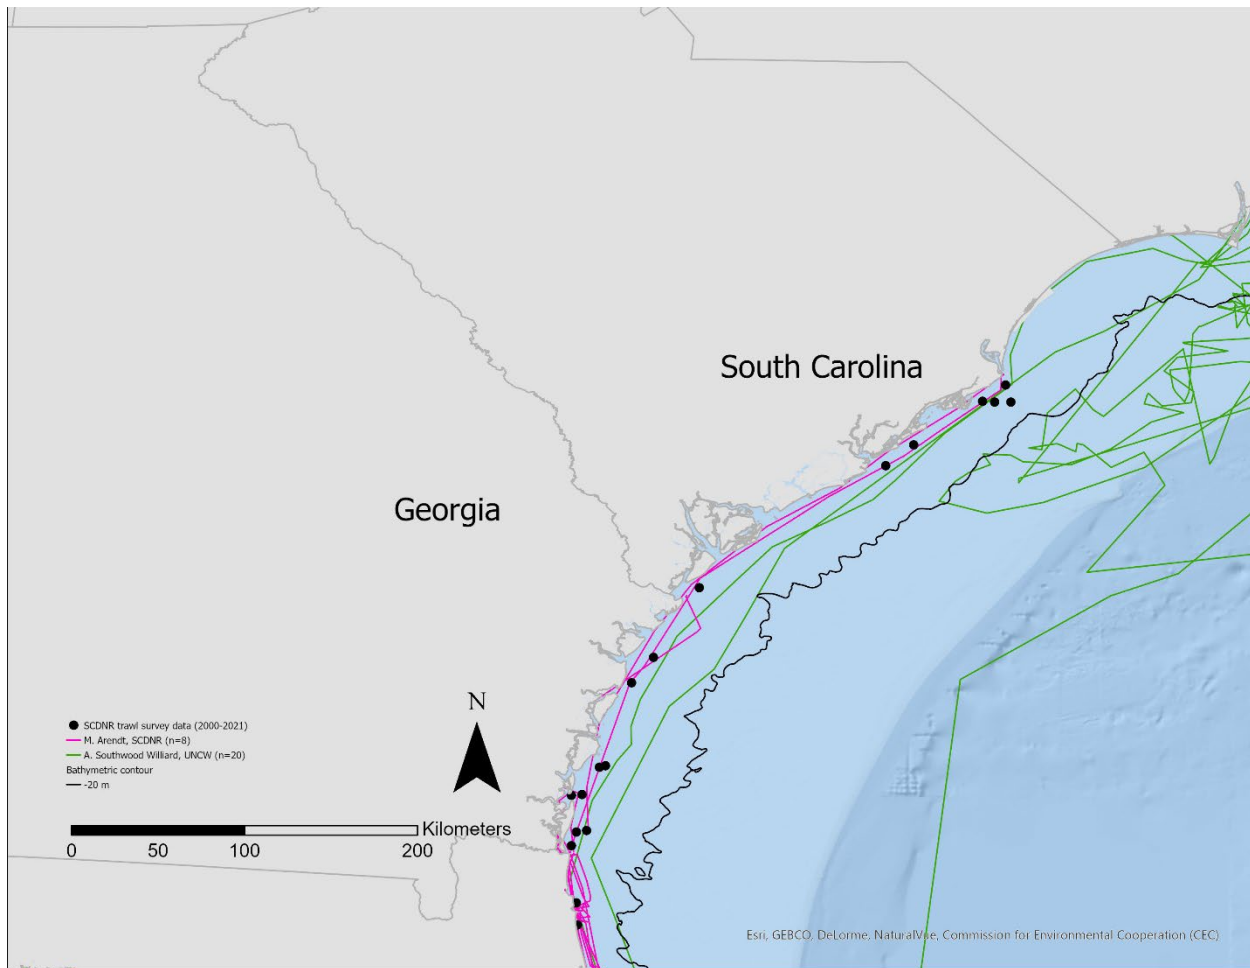 South Carolina
Georgia
N
SCDNR trawl survey data (2000-2021)
M. Arendt, SCDNR (n=8)
A. Southwood Williard, UNCW (n=20)
Bathymetric contour
-20 m
Kilometers
0 50 100 200
Esri, GEBCO, DeLorme, NaturalVue, Commission for Environmental Cooperation (CEC)